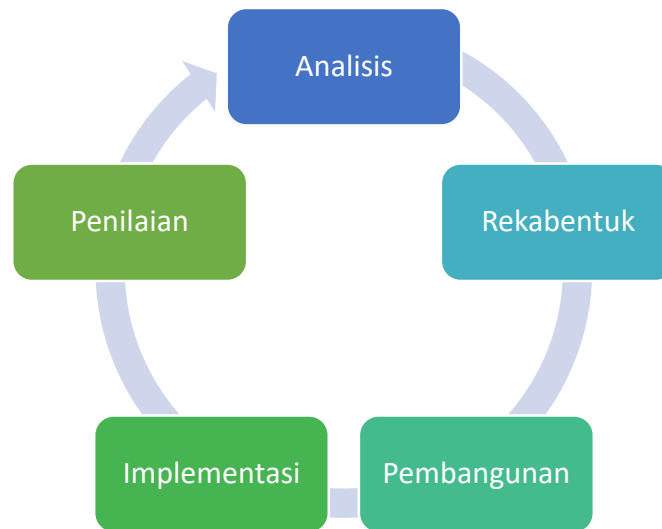 Analisis
Rekabentuk
Pembangunan
Implementasi
Penilaian